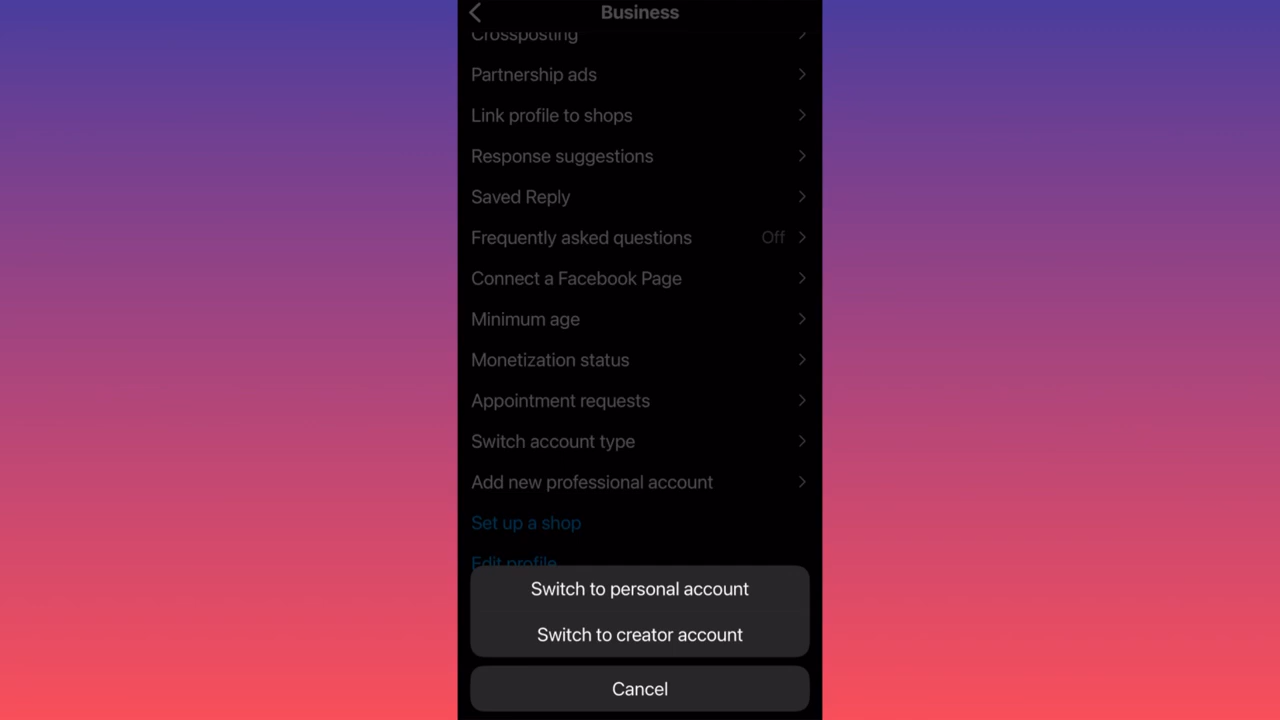 Business
Crossposting
Partnership ads
Link profile to shops
Response suggestions
Saved Reply
Frequently asked questions Off
Connect a Facebook Page
Minimum age
Monetization status
Appointment requests
Switch account type
Add new professional account
Set up a shop
Edit profile
Switch to personal account
Switch to creator account
Cancel